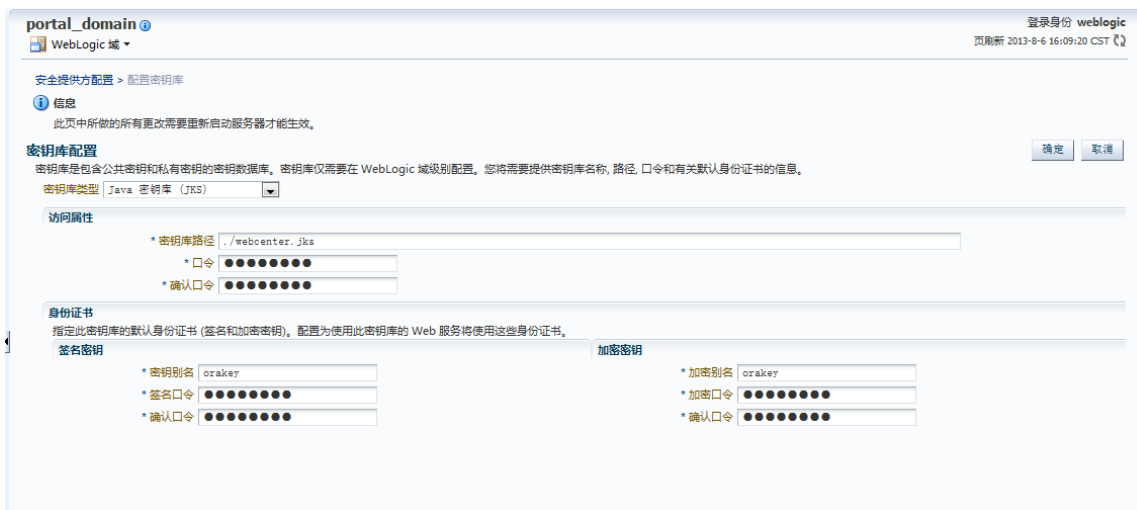 portal_domain
登录身份 weblogic
WebLogic 域
页刷新 2013-8-6 16:09:20 CST
安全提供方配置 > 配置密钥库
信息
此页中所做的所有更改需要重新启动服务器才能生效。
密钥库配置
确定 取消
密钥库是包含公共密钥和私有密钥的密钥数据库。密钥库仅需要在 WebLogic 域级别配置。您将需要提供密钥库名称, 路径, 口令和有关默认身份证书的信息。
密钥库类型 Java 密钥库 (JKS)
访问属性
* 密钥库路径 ./webcenter.jks
* 口令 ●●●●●●●●
* 确认口令 ●●●●●●●●
身份证书
指定此密钥库的默认身份证书 (签名和加密密钥)。配置为使用此密钥库的 Web 服务将使用这些身份证书。
签名密钥 加密密钥
* 密钥别名 orakey * 加密别名 orakey
* 签名口令 ●●●●●●●● * 加密口令 ●●●●●●●●
* 确认口令 ●●●●●●●● * 确认口令 ●●●●●●●●